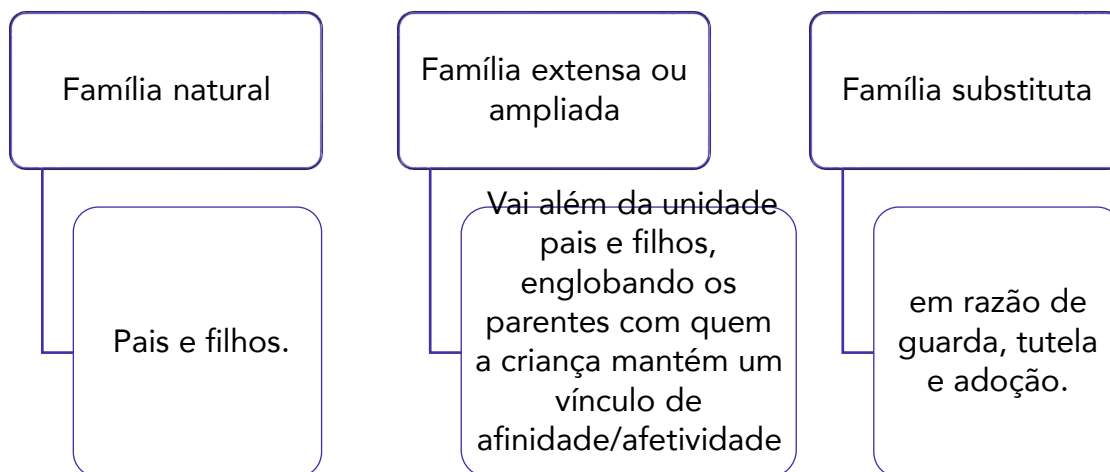 Família natural
Pais e filhos.
Família extensa ou
ampliada
Vai além da unidade
pais e filhos,
englobando os
parentes com quem
a criança mantém um
vínculo de
afinidade/afetividade
Família substituta
em razão de
guarda, tutela
e adoção.